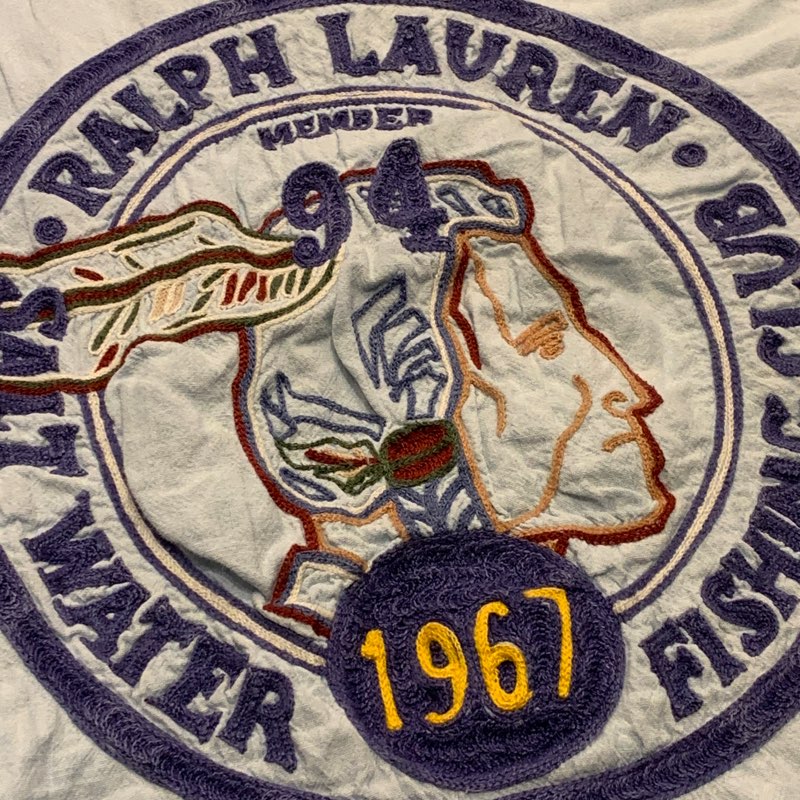 • RALPH LAUREN •
MEMBER
94
SALT WATER
FISHING CLUB
1967